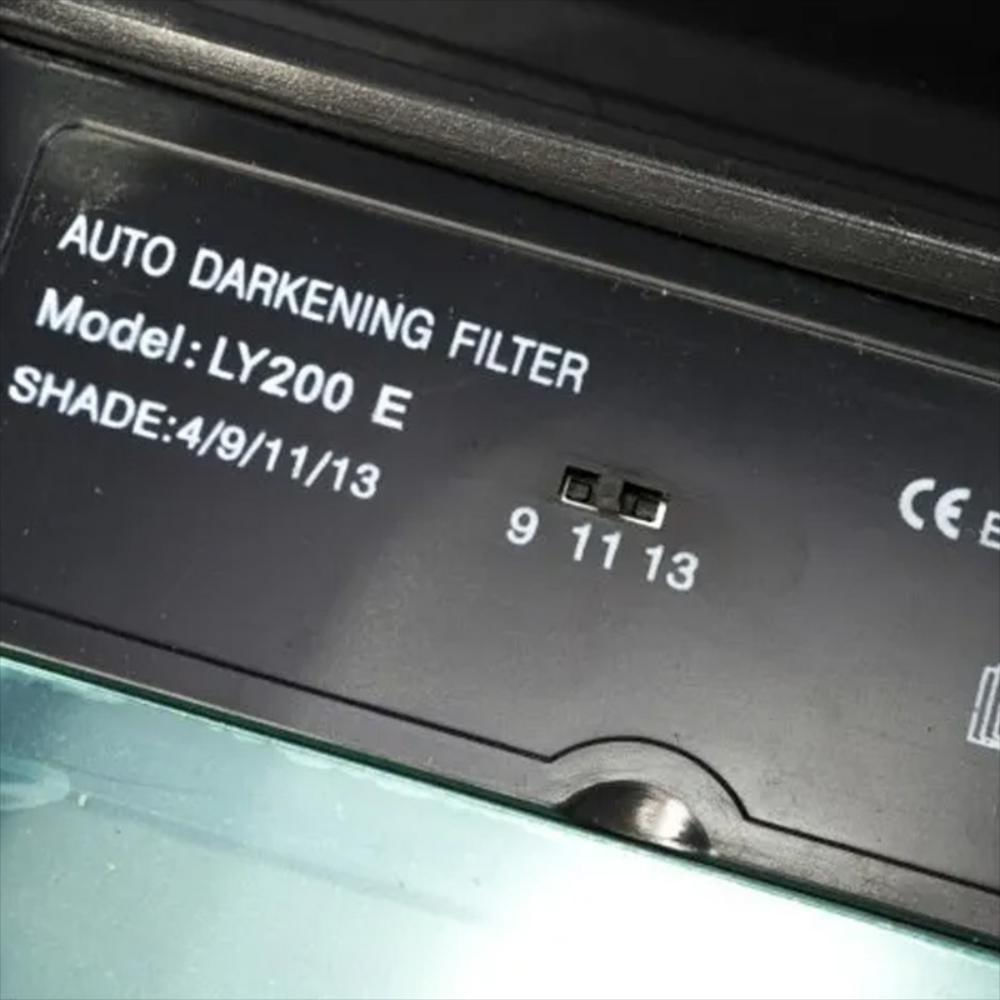 AUTO DARKENING FILTER
Model: LY200 E
SHADE:4/9/11/13
9 11 13
CE